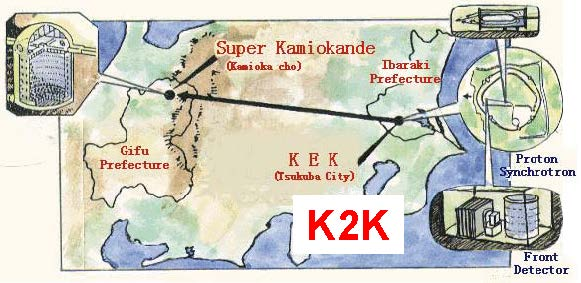 Super Kamiokande
(Kamioka cho)
Ibaraki
Prefecture
Gifu
Prefecture
K E K
(Tsukuba City)
Proton
Synchrotron
K2K
Front
Detector